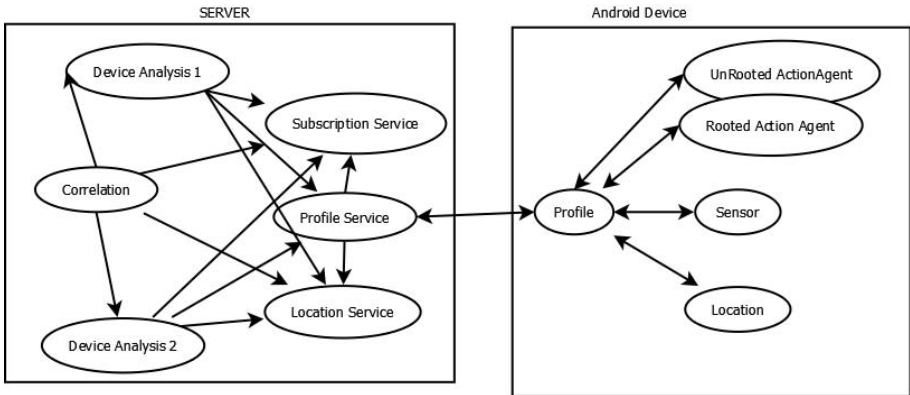 SERVER
Android Device
Device Analysis 1
UnRooted ActionAgent
Subscription Service
Rooted Action Agent
Correlation
Profile Service
Profile
Sensor
Location Service
Location
Device Analysis 2